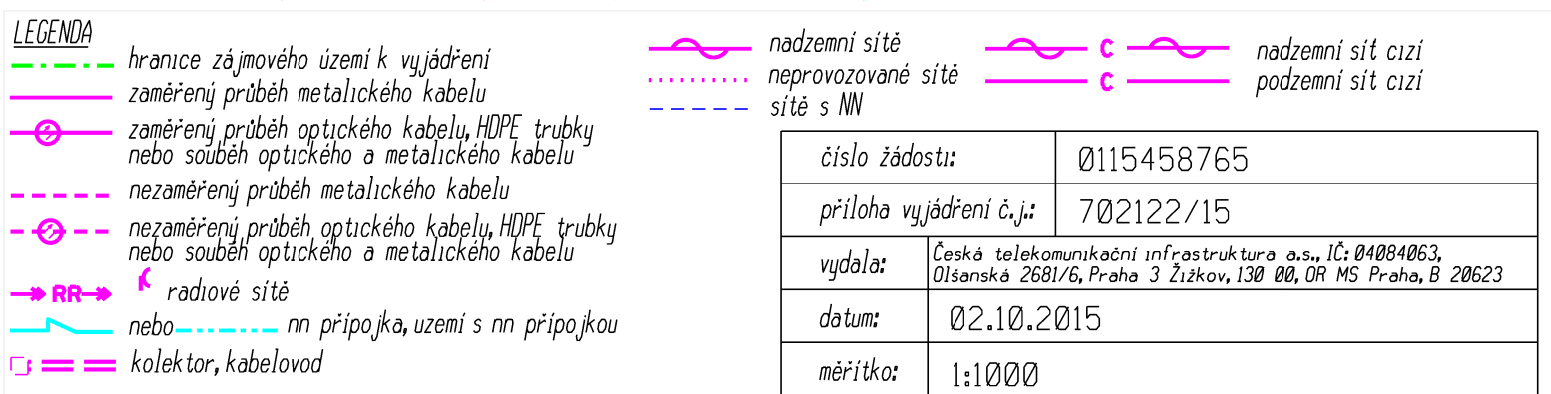 LEGENDA
hranice zájmového území k vyjádření
zaměřený průběh metalického kabelu
zaměřený průběh optického kabelu, HDPE trubky
nebo souběh optického a metalického kabelu
nezaměřený průběh metalického kabelu
nezaměřený průběh optického kabelu, HDPE trubky
nebo souběh optického a metalického kabelu
RR radiové sítě
nebo nn přípojka, uzemí s nn přípojkou
kolektor, kabelovod
nadzemní sítě
neprovozované sítě
sítě s NN
C nadzemní sít cizí
C podzemní sít cizí
číslo žádosti: 0115458765
příloha vyjádření č.j.: 702122/15
vydala: Česká telekomunikační infrastruktura a.s., IČ: 04084063,
Olšanská 2681/6, Praha 3 Žižkov, 130 00, OR MS Praha, B 20623
datum: 02.10.2015
měřítko: 1:1000